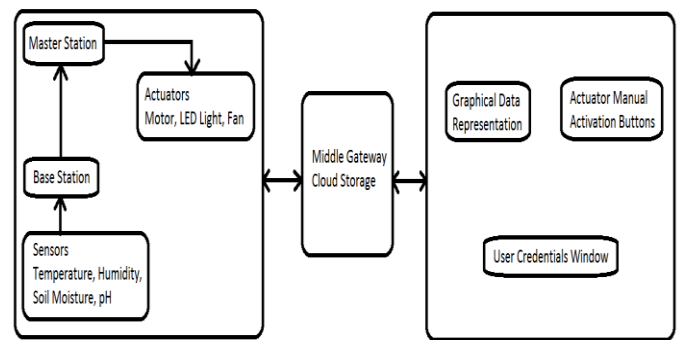 Master Station
Actuators
Motor, LED Light, Fan
Base Station
Sensors
Temperature, Humidity,
Soil Moisture, pH
Middle Gateway
Cloud Storage
Graphical Data
Representation
Actuator Manual
Activation Buttons
User Credentials Window